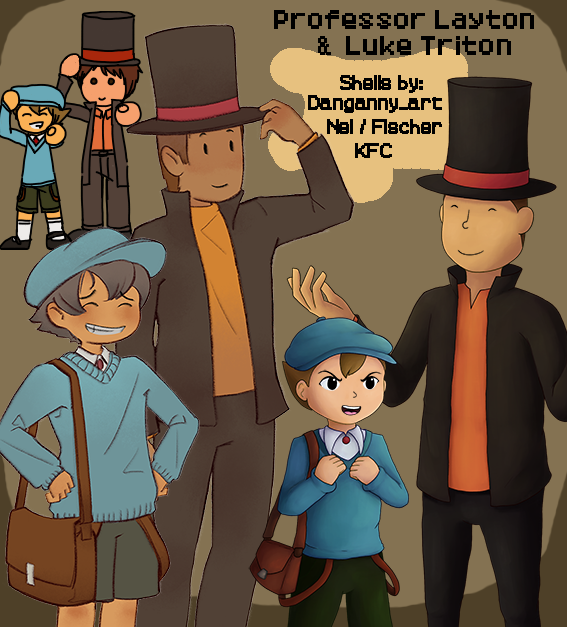 Professor Layton
& Luke Triton
Shells by:
Danganny_art
Nel / Fischer
KFC